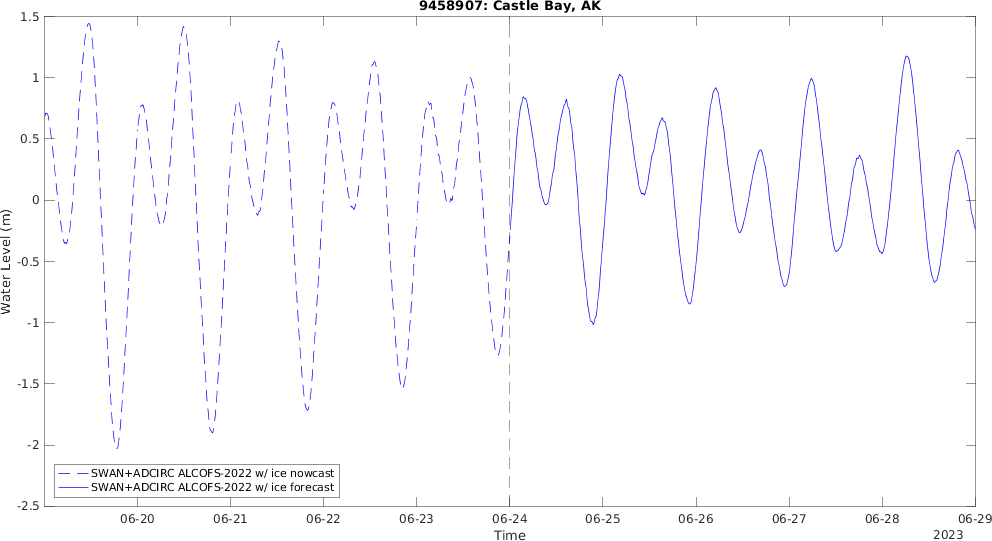 9458907: Castle Bay, AK
1.5
1
0.5
0
-0.5
-1
-1.5
-2
-2.5
Water Level (m)
SWAN+ADCIRC ALCOFS-2022 w/ ice nowcast
SWAN+ADCIRC ALCOFS-2022 w/ ice forecast
06-20 06-21 06-22 06-23 06-24 06-25 06-26 06-27 06-28 06-29
Time
2023